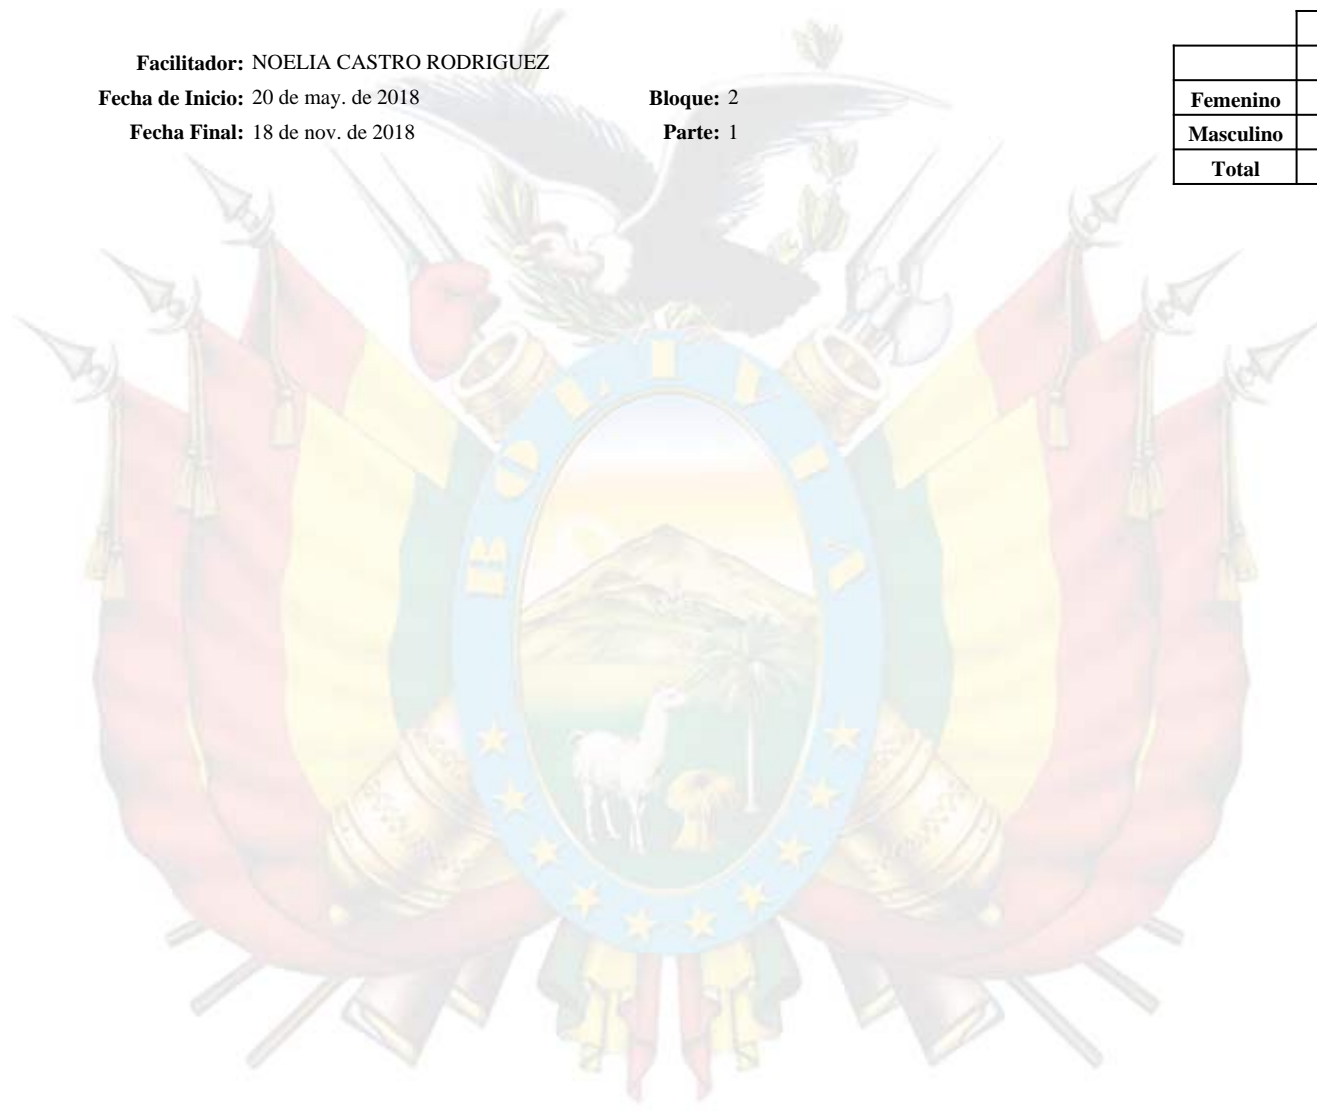 Facilitador: NOELIA CASTRO RODRIGUEZ
Fecha de Inicio: 20 de may. de 2018 Bloque: 2
Fecha Final: 18 de nov. de 2018 Parte: 1
Femenino
Masculino
Total
BOLIVIA